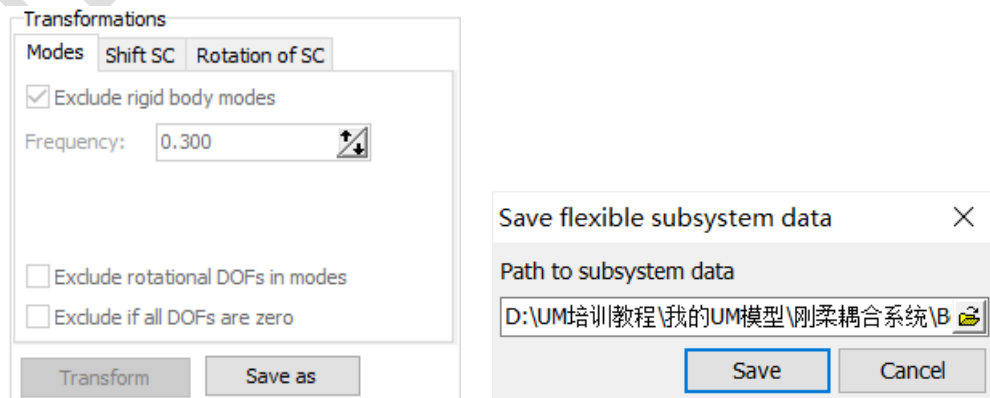 Transformations
Modes Shift SC Rotation of SC
Exclude rigid body modes
Frequency: 0.300
Exclude rotational DOFs in modes
Exclude if all DOFs are zero
Transform Save as
Save flexible subsystem data
Path to subsystem data
D:\UM培训教程\我的UM模型\刚柔耦合系统\B
Save Cancel